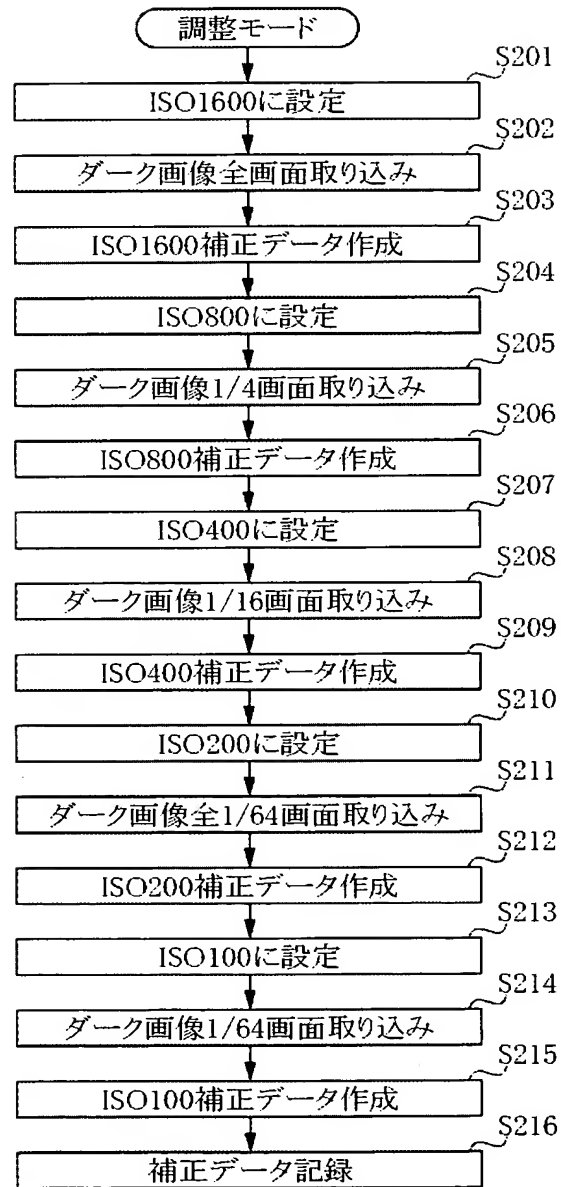 調整モード
S201
ISO1600に設定
S202
ダーク画像全画面取り込み
S203
ISO1600補正データ作成
S204
ISO800に設定
S205
ダーク画像1/4画面取り込み
S206
ISO800補正データ作成
S207
ISO400に設定
S208
ダーク画像1/16画面取り込み
S209
ISO400補正データ作成
S210
ISO200に設定
S211
ダーク画像全1/64画面取り込み
S212
ISO200補正データ作成
S213
ISO100に設定
S214
ダーク画像1/64画面取り込み
S215
ISO100補正データ作成
S216
補正データ記録